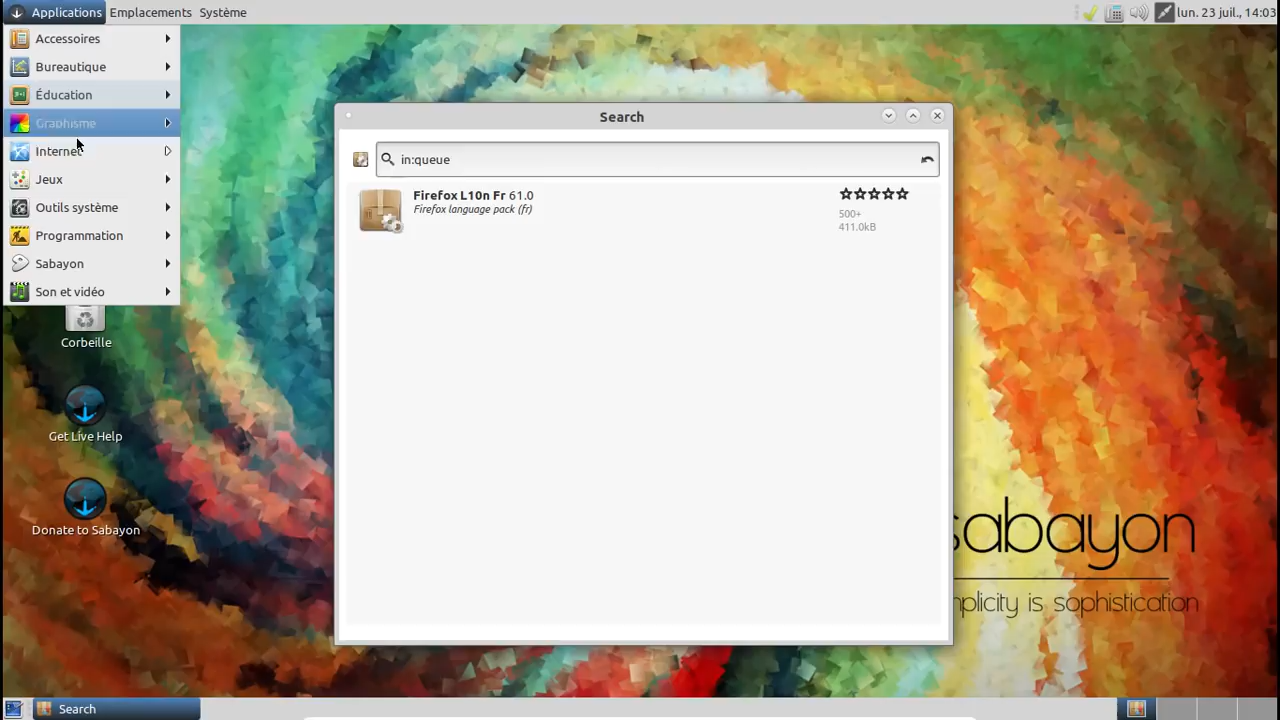 Applications Emplacements Système lun. 23 juil., 14:03
Accessoires
Bureautique
Éducation
Graphisme
Internet
Jeux
Outils système
Programmation
Sabayon
Son et vidéo
Corbeille
Get Live Help
Donate to Sabayon
Search
in:queue
Firefox L10n Fr 61.0
Firefox language pack (fr)
500+
411.0kB
sabayon
mplicity is sophistication
Search